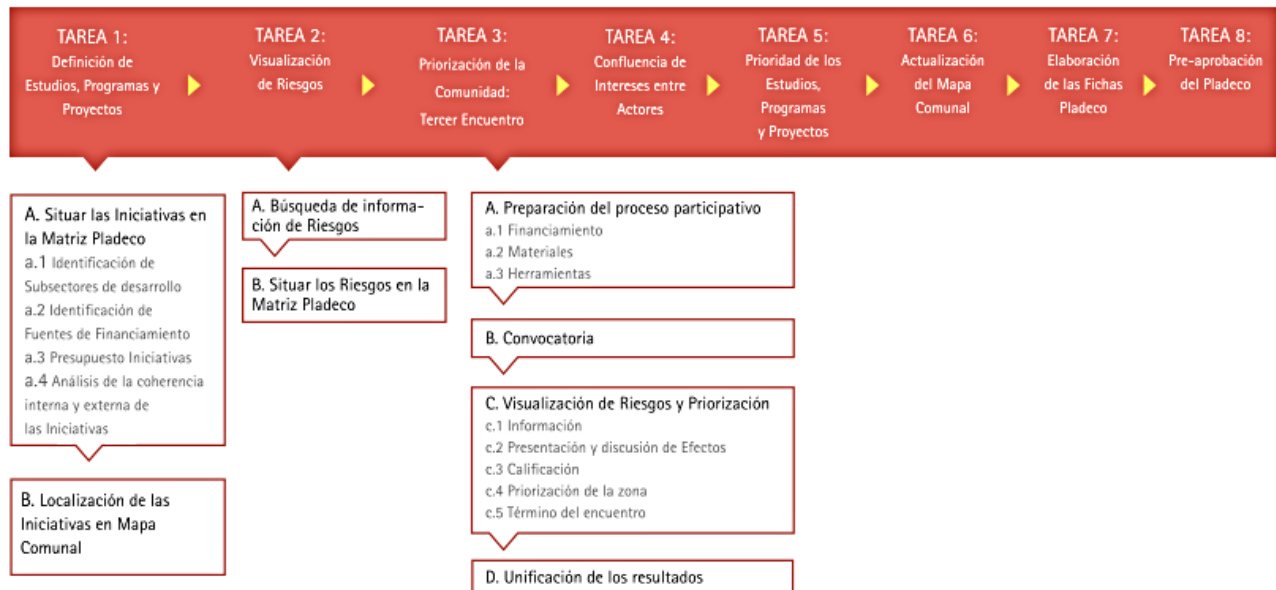 TAREA 1:
Definición de
Estudios, Programas y
Proyectos
TAREA 2:
Visualización
de Riesgos
TAREA 3:
Priorización de la
Comunidad:
Tercer Encuentro
TAREA 4:
Confluencia de
Intereses entre
Actores
TAREA 5:
Prioridad de los
Estudios,
Programas
y Proyectos
TAREA 6:
Actualización
del Mapa
Comunal
TAREA 7:
Elaboración
de las Fichas
Pladeco
TAREA 8:
Pre-aprobación
del Pladeco
A. Situar las Iniciativas en
la Matriz Pladeco
a.1 Identificación de
Subsectores de desarrollo
a.2 Identificación de
Fuentes de Financiamiento
a.3 Presupuesto Iniciativas
a.4 Análisis de la coherencia
interna y externa de
las Iniciativas
B. Localización de las
Iniciativas en Mapa
Comunal
A. Búsqueda de informa-
ción de Riesgos
B. Situar los Riesgos en la
Matriz Pladeco
A. Preparación del proceso participativo
a.1 Financiamiento
a.2 Materiales
a.3 Herramientas
B. Convocatoria
C. Visualización de Riesgos y Priorización
c.1 Información
c.2 Presentación y discusión de Efectos
c.3 Calificación
c.4 Priorización de la zona
c.5 Término del encuentro
D. Unificación de los resultados